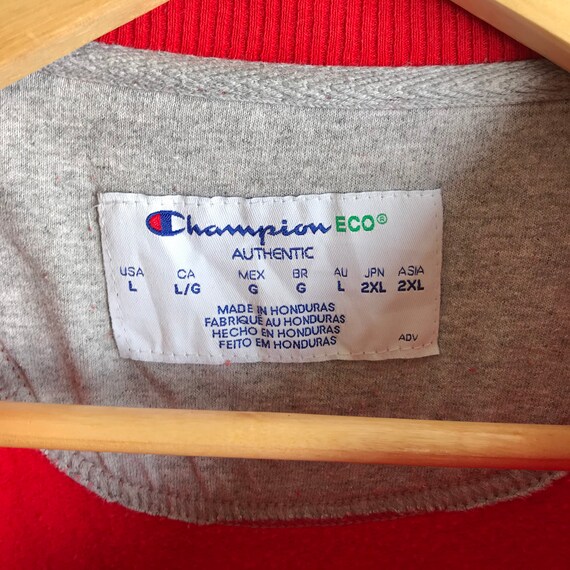 Champion ECO®
AUTHENTIC
USA CA MEX BR AU JPN ASIA
L L/G G G L 2XL 2XL
MADE IN HONDURAS
FABRIQUÉ AU HONDURAS
HECHO EN HONDURAS
FEITO EM HONDURAS
ADV